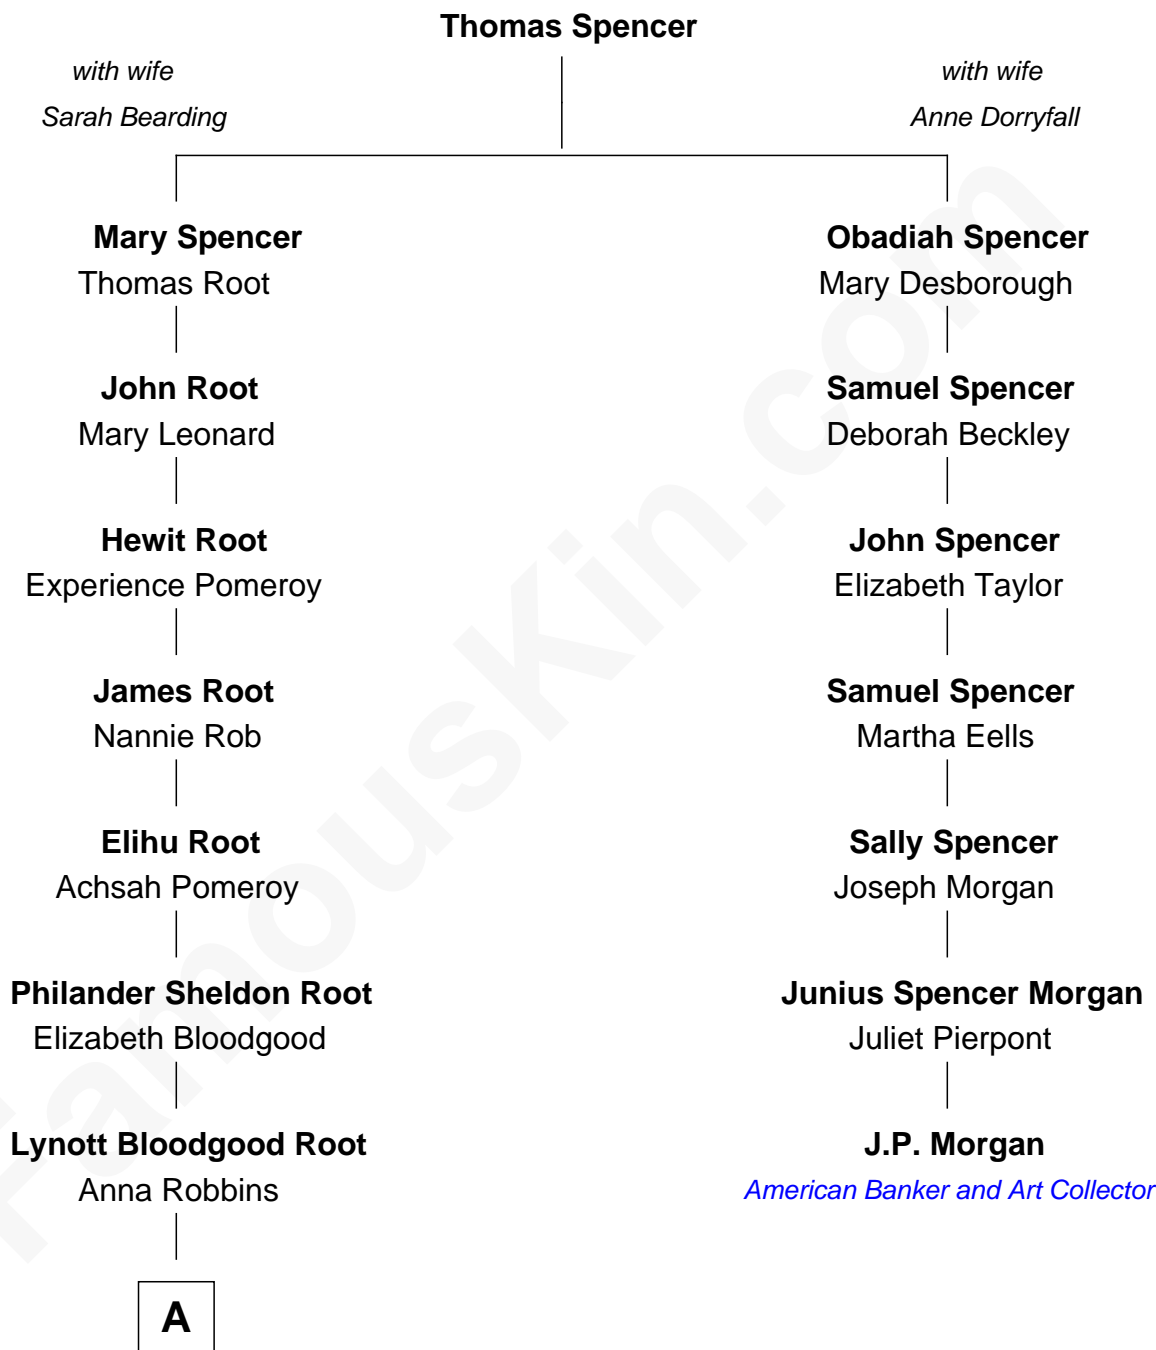 Thomas Spencer
with wife
Sarah Bearding
with wife
Anne Dorryfall
Mary Spencer
Thomas Root
Obadiah Spencer
Mary Desborough
John Root
Mary Leonard
Samuel Spencer
Deborah Beckley
Hewit Root
Experience Pomeroy
John Spencer
Elizabeth Taylor
James Root
Nannie Rob
Samuel Spencer
Martha Eells
Elihu Root
Achsah Pomeroy
Sally Spencer
Joseph Morgan
Philander Sheldon Root
Elizabeth Bloodgood
Junius Spencer Morgan
Juliet Pierpont
Lynott Bloodgood Root
Anna Robbins
J.P. Morgan
American Banker and Art Collector
A
FamousKin.com